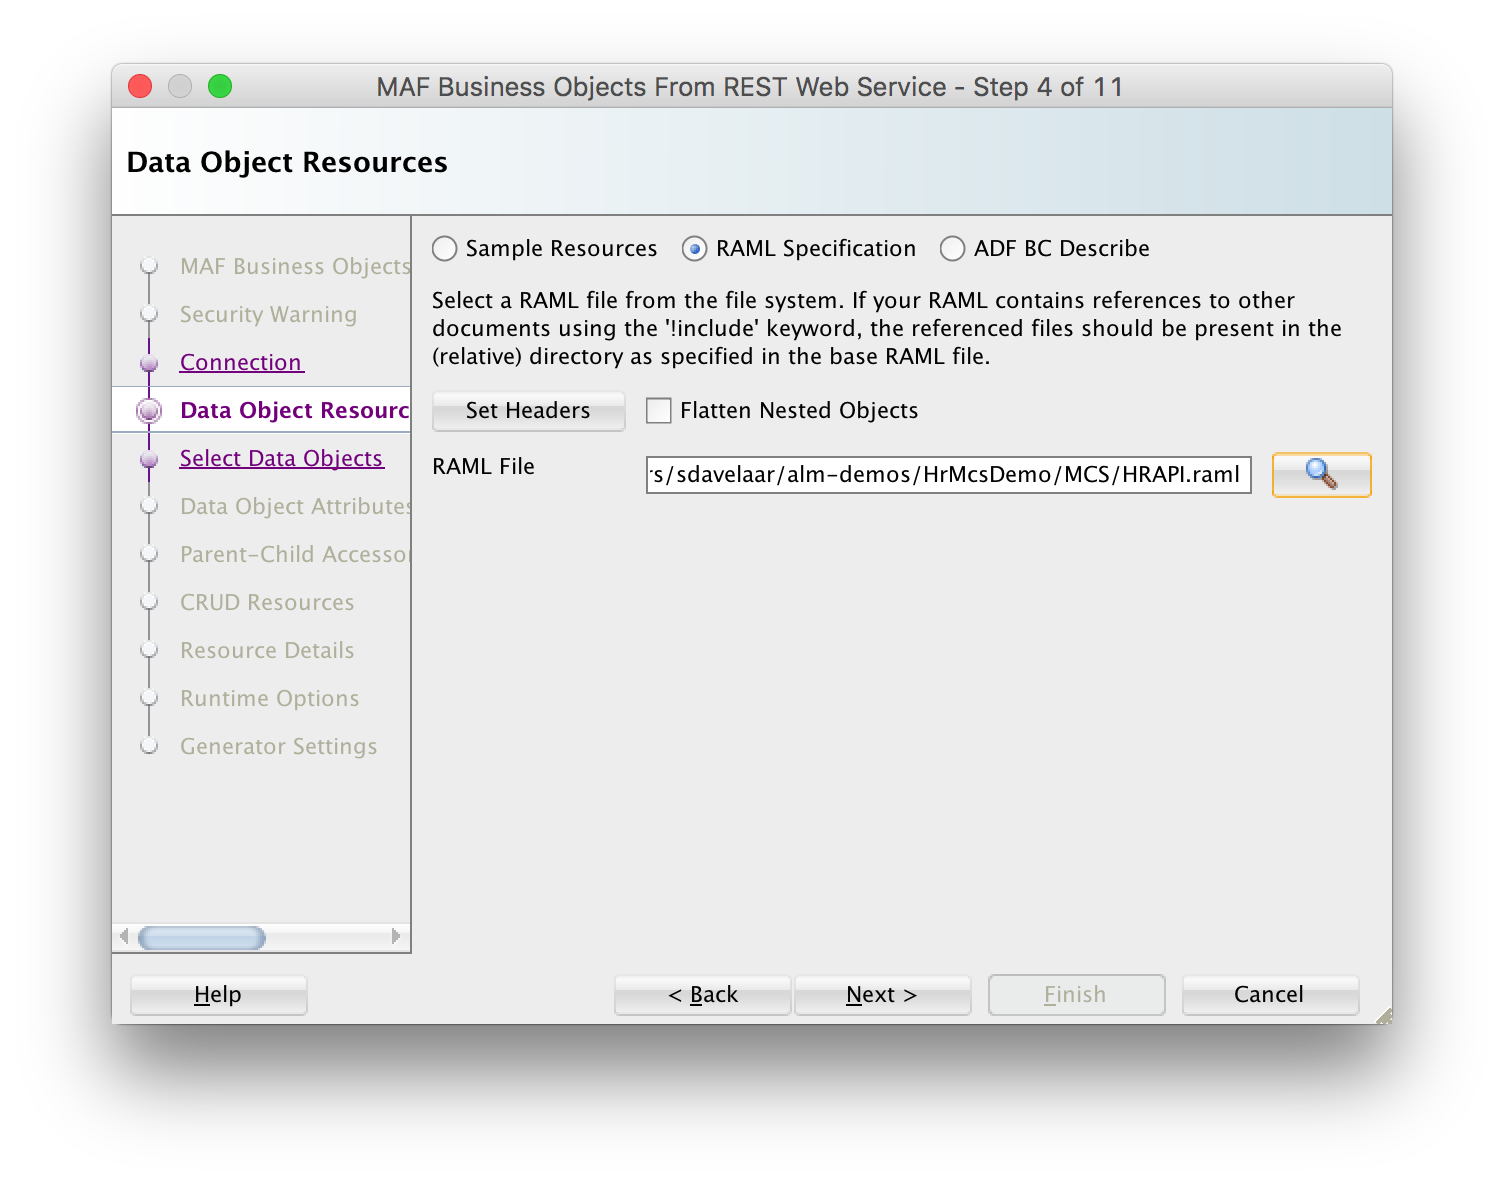 MAF Business Objects From REST Web Service - Step 4 of 11
Data Object Resources
MAF Business Objects
Security Warning
Connection
Data Object Resourc
Select Data Objects
Data Object Attributes
Parent-Child Accessor
CRUD Resources
Resource Details
Runtime Options
Generator Settings
Sample Resources RAML Specification ADF BC Describe
Select a RAML file from the file system. If your RAML contains references to other
documents using the '!include' keyword, the referenced files should be present in the
(relative) directory as specified in the base RAML file.
Set Headers Flatten Nested Objects
RAML File rs/sdavelaar/alm-demos/HrMcsDemo/MCS/HRAPI.raml
Help < Back Next > Finish Cancel